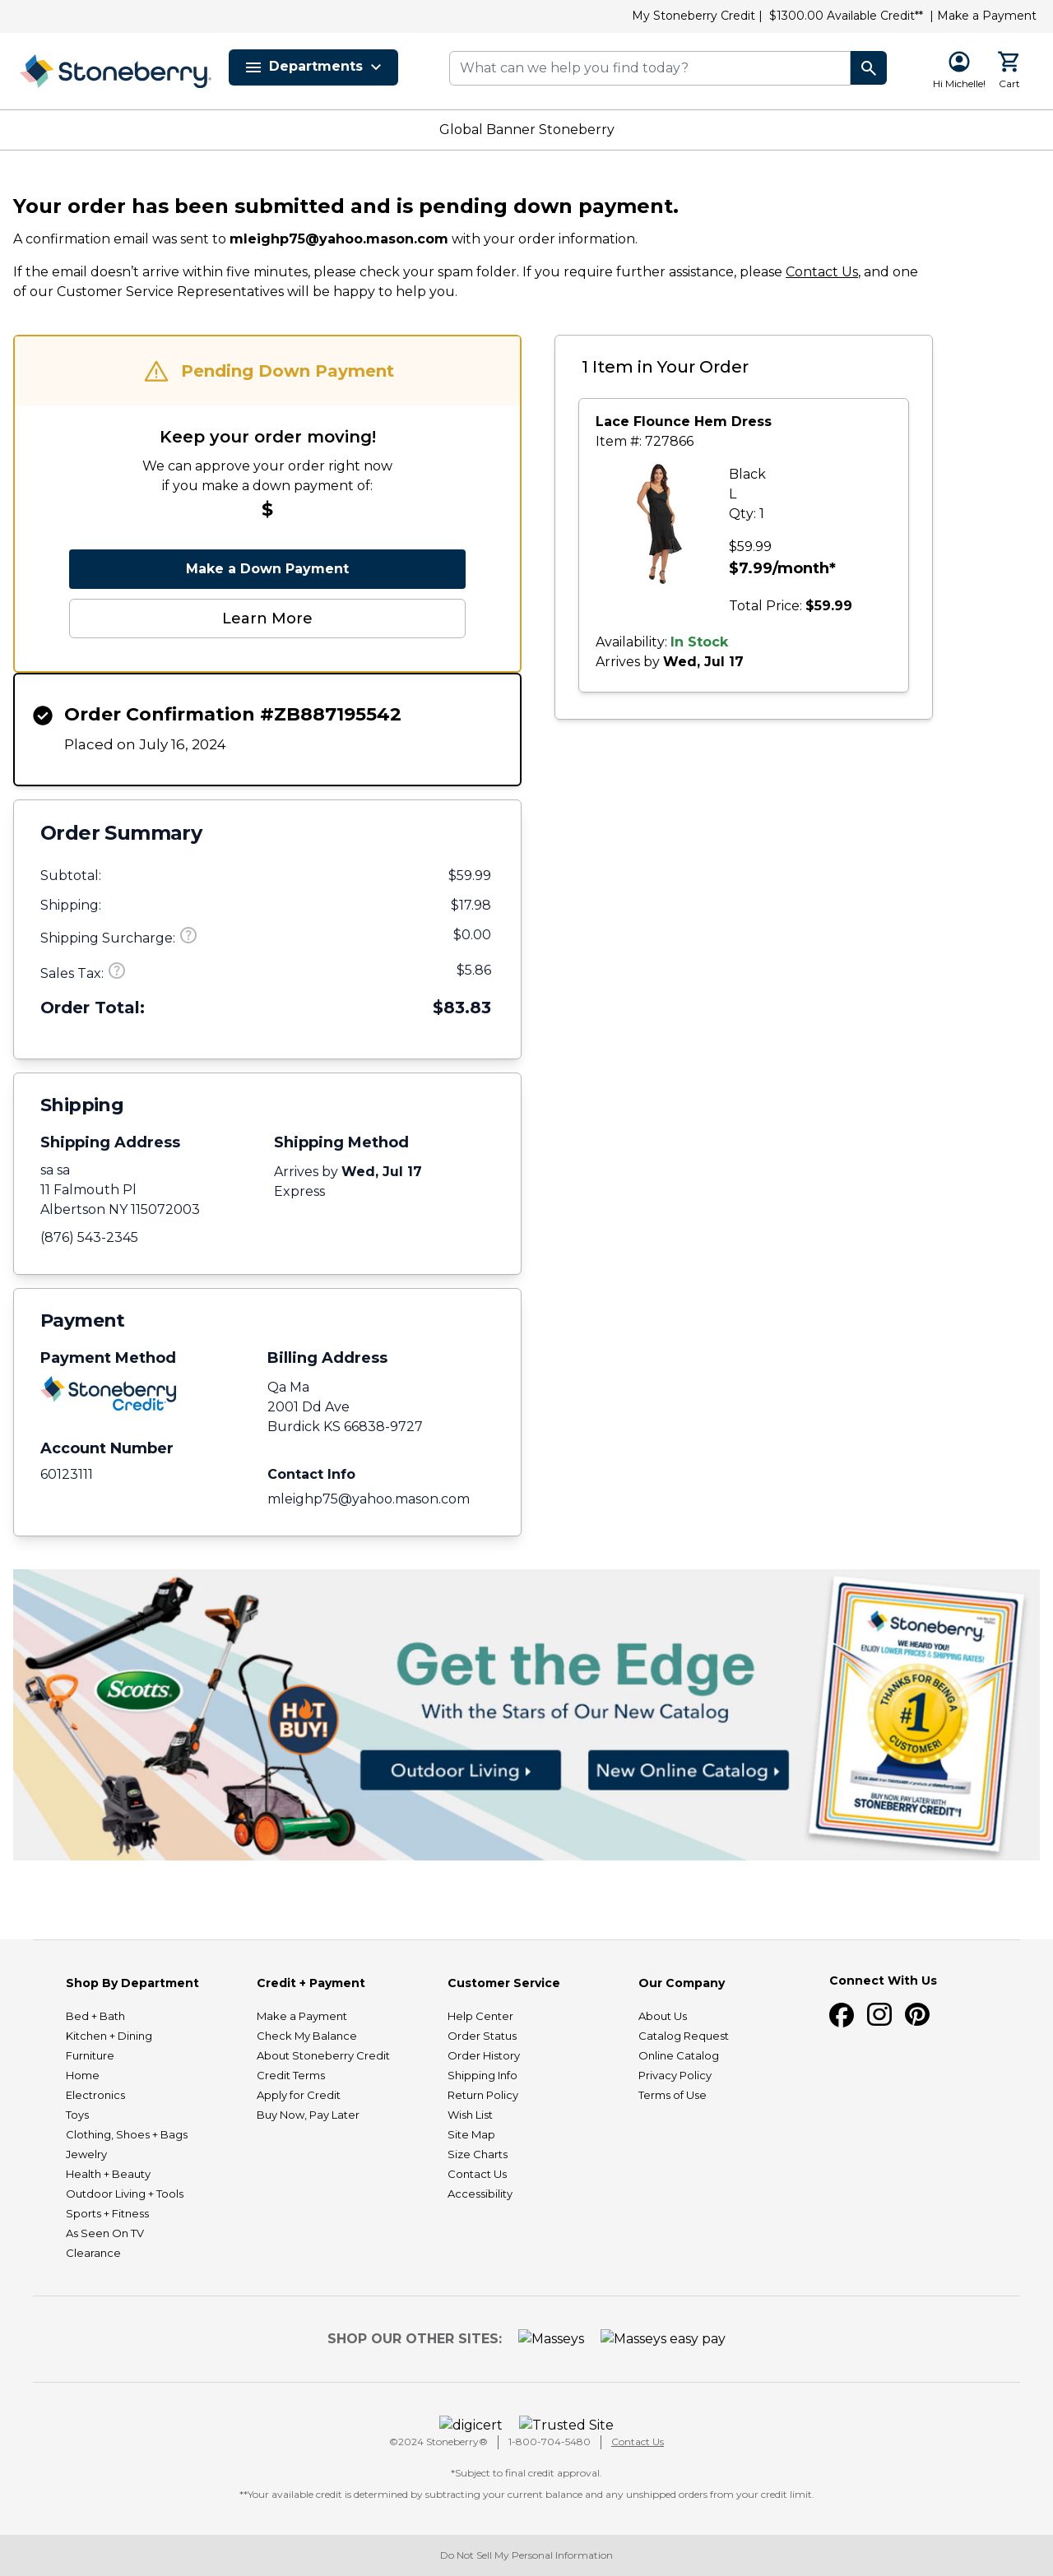 My Stoneberry Credit | $1300.00 Available Credit** | Make a Payment
Stoneberry
Departments
What can we help you find today?
Hi Michelle!
Cart
Global Banner Stoneberry
Your order has been submitted and is pending down payment.
A confirmation email was sent to mleighp75@yahoo.mason.com with your order information.
If the email doesn’t arrive within five minutes, please check your spam folder. If you require further assistance, please Contact Us, and one
of our Customer Service Representatives will be happy to help you.
Pending Down Payment
Keep your order moving!
We can approve your order right now
if you make a down payment of:
$
Make a Down Payment
Learn More
Order Confirmation #ZB887195542
Placed on July 16, 2024
1 Item in Your Order
Lace Flounce Hem Dress
Item #: 727866
Black
L
Qty: 1
$59.99
$7.99/month*
Total Price: $59.99
Availability: In Stock
Arrives by Wed, Jul 17
Order Summary
Subtotal: $59.99
Shipping: $17.98
Shipping Surcharge: $0.00
Sales Tax: $5.86
Order Total: $83.83
Shipping
Shipping Address
sa sa
11 Falmouth Pl
Albertson NY 115072003
(876) 543-2345
Shipping Method
Arrives by Wed, Jul 17
Express
Payment
Payment Method
Stoneberry
Credit
Account Number
60123111
Billing Address
Qa Ma
2001 Dd Ave
Burdick KS 66838-9727
Contact Info
mleighp75@yahoo.mason.com
Scotts
HOT
BUY!
Get the Edge
With the Stars of Our New Catalog
Outdoor Living
New Online Catalog
Stoneberry
WE HEARD YOU!
ENJOY LOWER PRICES & SHIPPING RATES!
THANKS FOR BEING A
#1
CUSTOMER!
BUY NOW, PAY LATER WITH
STONEBERRY CREDIT*!
Shop By Department
Bed + Bath
Kitchen + Dining
Furniture
Home
Electronics
Toys
Clothing, Shoes + Bags
Jewelry
Health + Beauty
Outdoor Living + Tools
Sports + Fitness
As Seen On TV
Clearance
Credit + Payment
Make a Payment
Check My Balance
About Stoneberry Credit
Credit Terms
Apply for Credit
Buy Now, Pay Later
Customer Service
Help Center
Order Status
Order History
Shipping Info
Return Policy
Wish List
Site Map
Size Charts
Contact Us
Accessibility
Our Company
About Us
Catalog Request
Online Catalog
Privacy Policy
Terms of Use
Connect With Us
SHOP OUR OTHER SITES: Masseys Masseys easy pay
digicert Trusted Site
©2024 Stoneberry® | 1-800-704-5480 | Contact Us
*Subject to final credit approval.
**Your available credit is determined by subtracting your current balance and any unshipped orders from your credit limit.
Do Not Sell My Personal Information